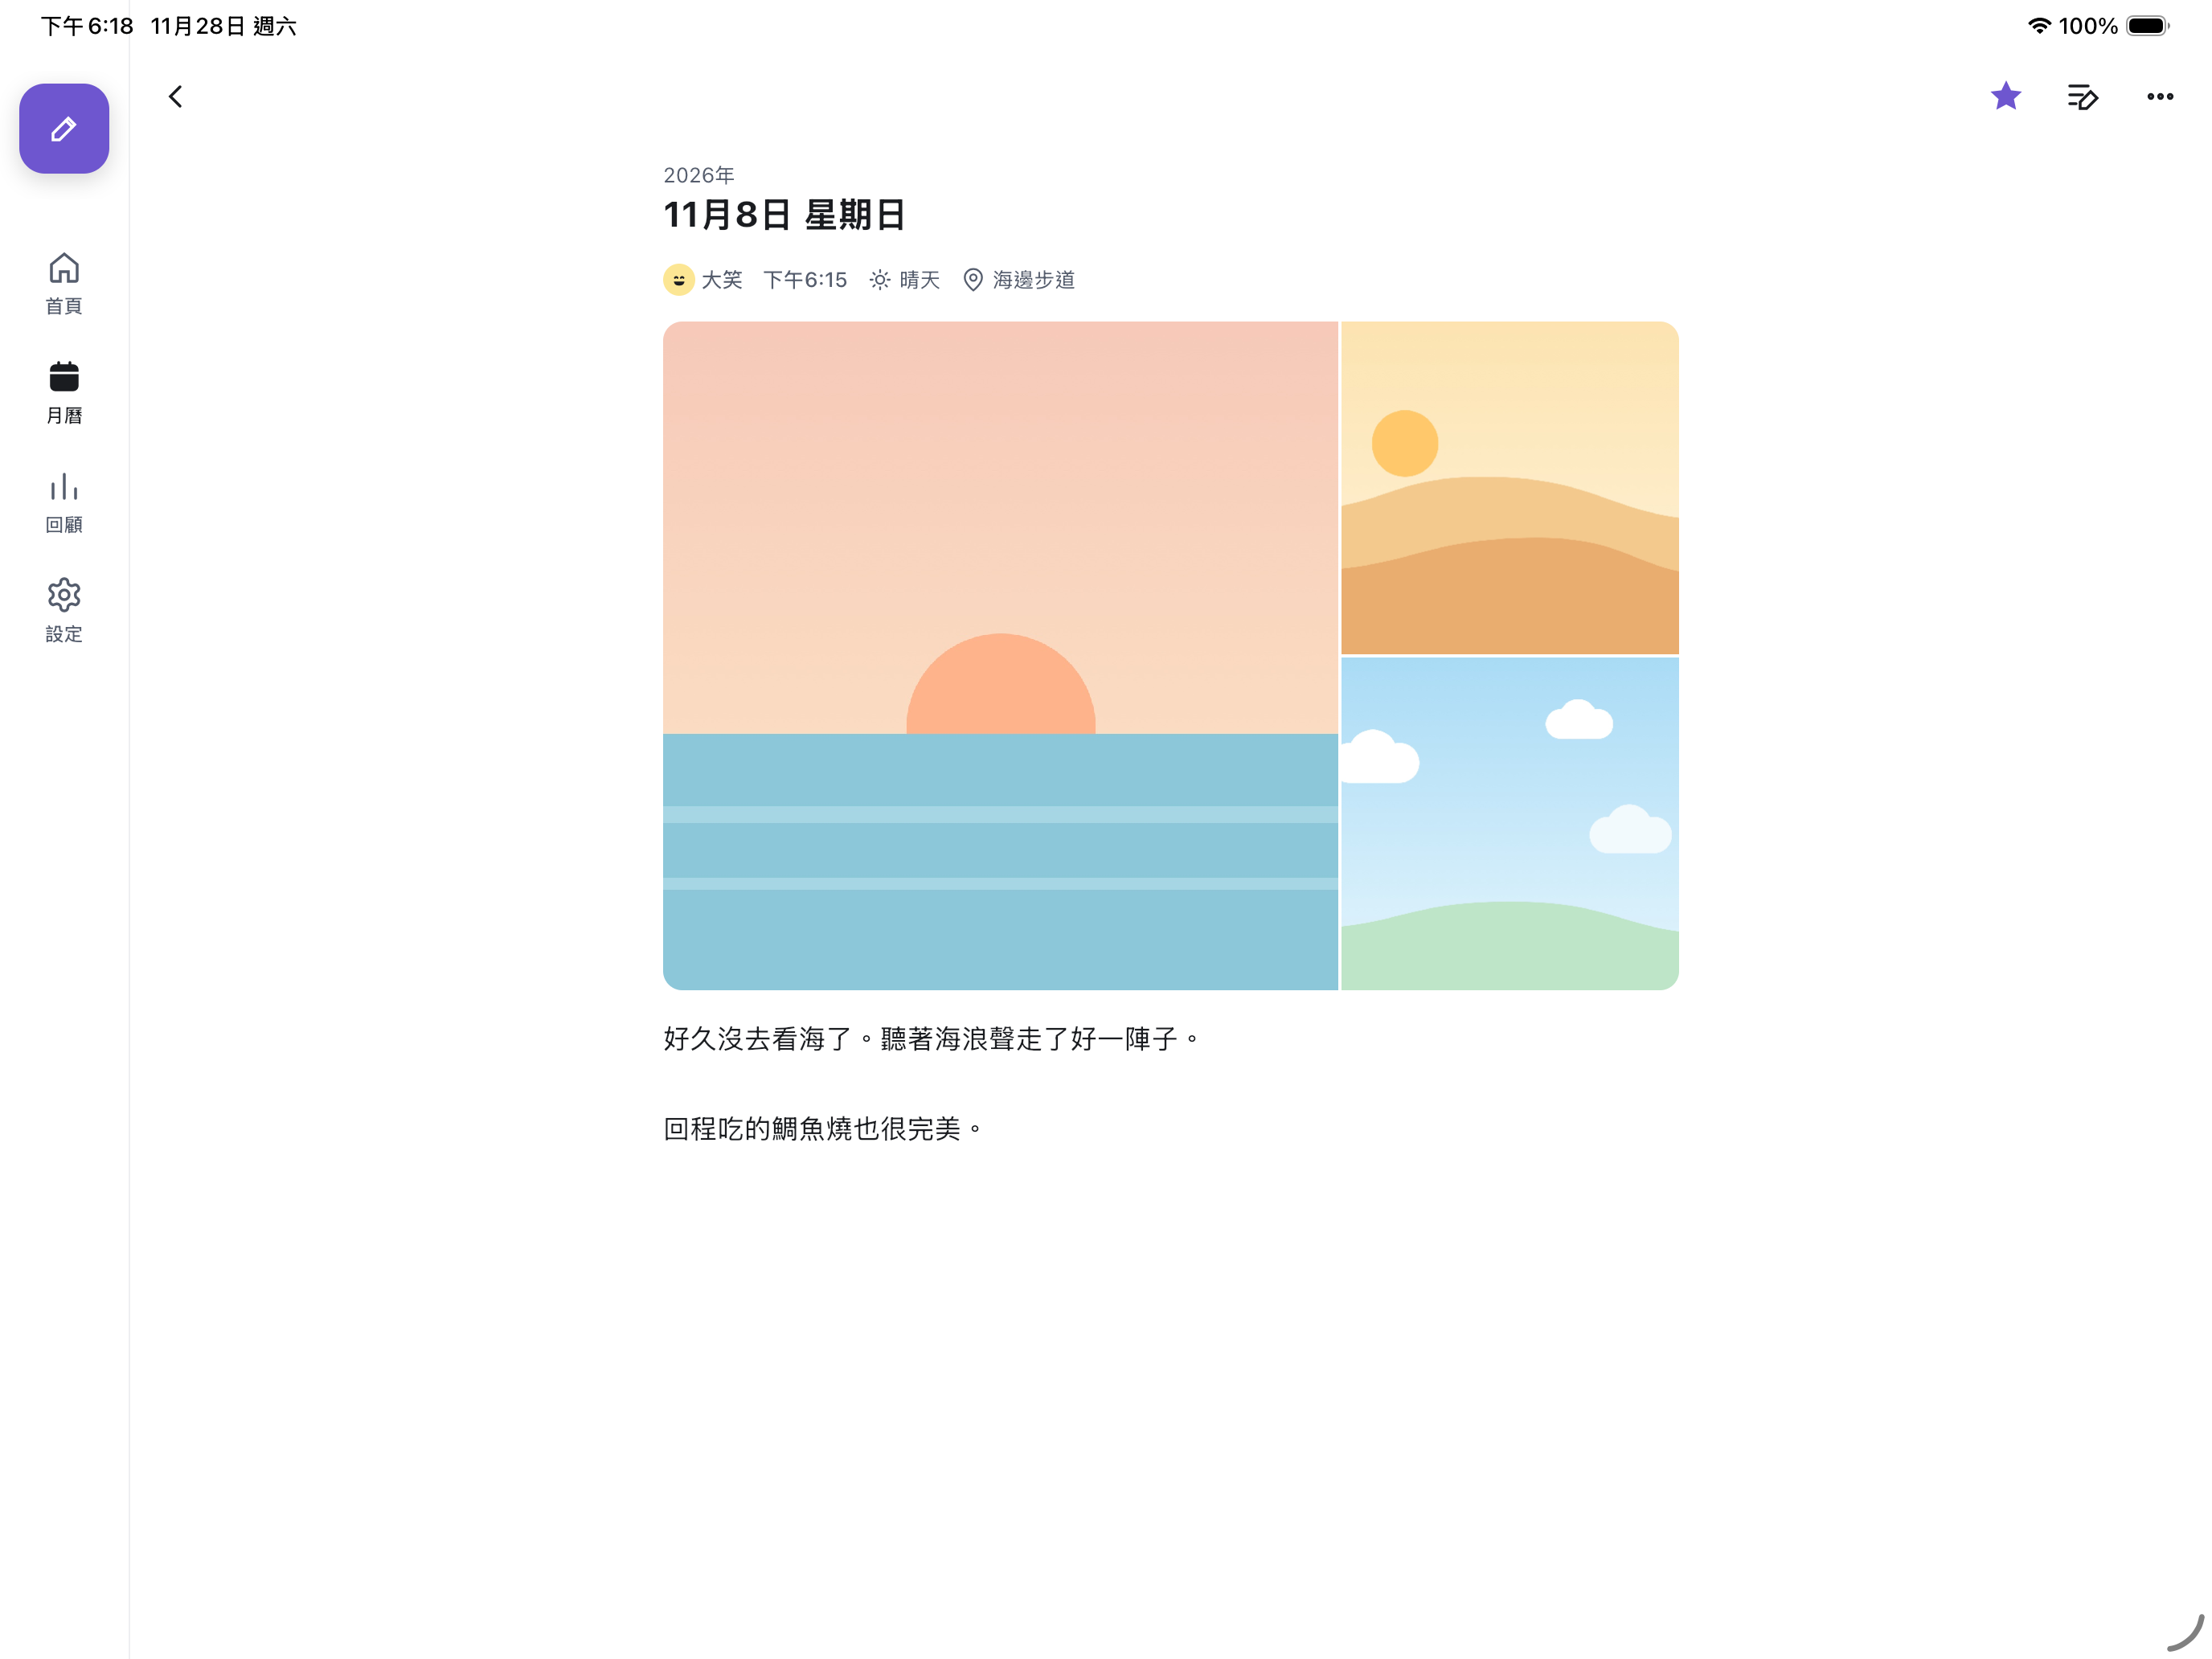 下午6:18 11月28日 週六
100%
首頁
月曆
回顧
設定
2026年
11月8日 星期日
大笑 下午6:15 晴天 海邊步道
好久沒去看海了。聽著海浪聲走了好一陣子。
回程吃的鯛魚燒也很完美。